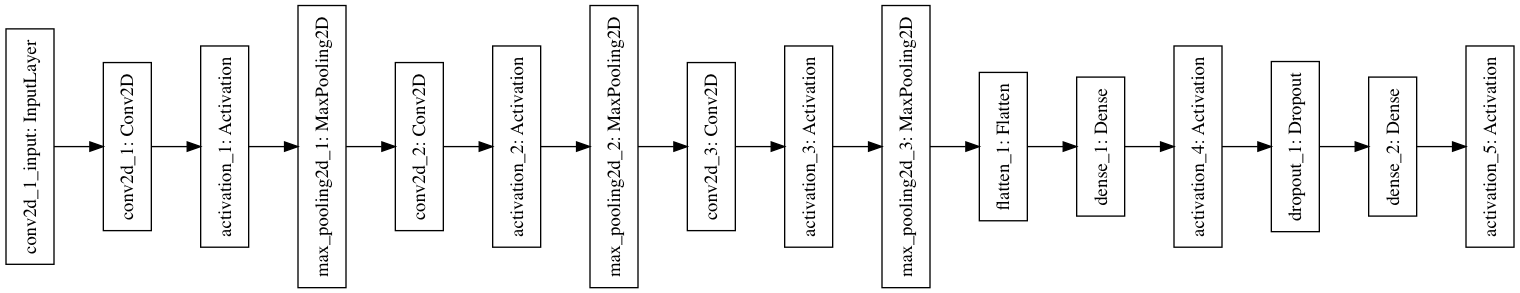 conv2d_1_input: InputLayer
conv2d_1: Conv2D
activation_1: Activation
max_pooling2d_1: MaxPooling2D
conv2d_2: Conv2D
activation_2: Activation
max_pooling2d_2: MaxPooling2D
conv2d_3: Conv2D
activation_3: Activation
max_pooling2d_3: MaxPooling2D
flatten_1: Flatten
dense_1: Dense
activation_4: Activation
dropout_1: Dropout
dense_2: Dense
activation_5: Activation